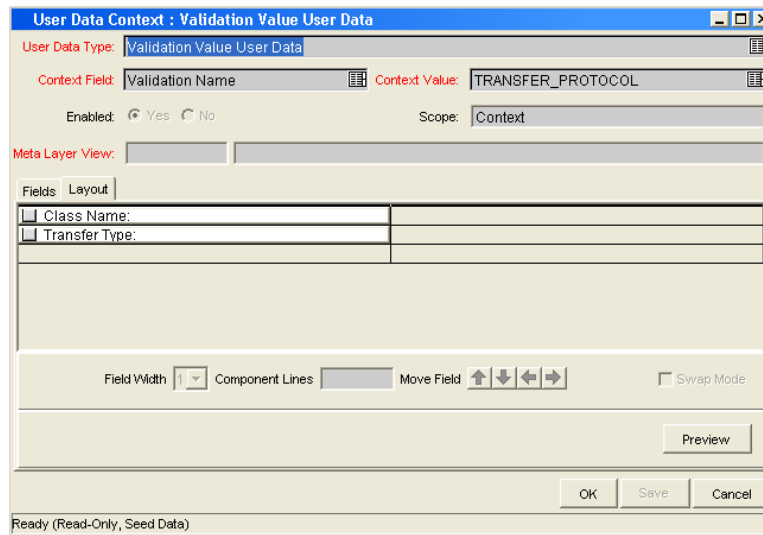 User Data Context : Validation Value User Data
User Data Type: Validation Value User Data
Context Field: Validation Name Context Value: TRANSFER_PROTOCOL
Enabled: Yes No Scope: Context
Meta Layer View:
Fields Layout
Class Name:
Transfer Type:
Field Width 1 Component Lines Move Field Swap Mode
Preview
OK Save Cancel
Ready (Read-Only, Seed Data)